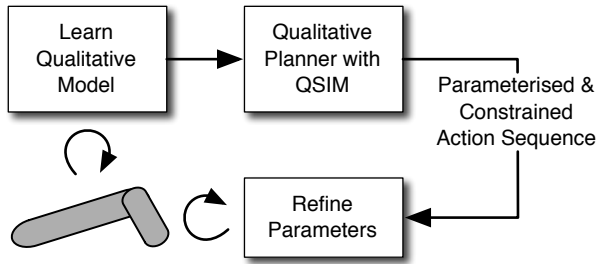 Learn
Qualitative
Model
Qualitative
Planner with
QSIM
Parameterised &
Constrained
Action Sequence
Refine
Parameters